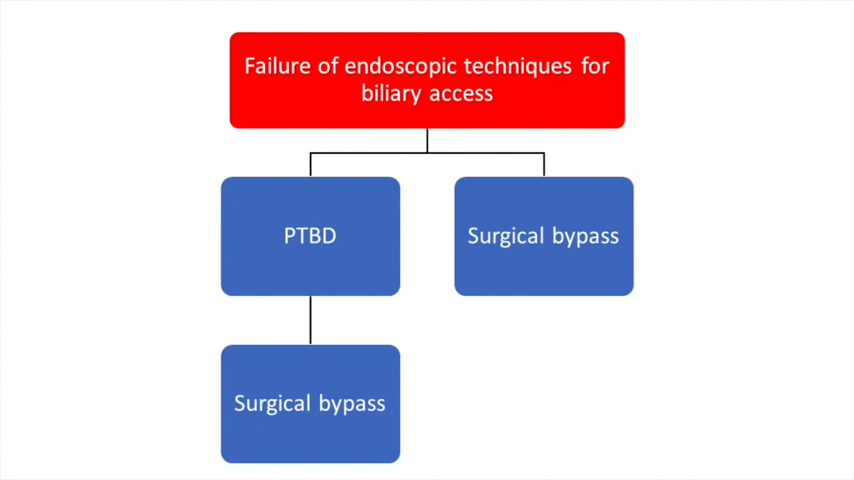 Failure of endoscopic techniques for
biliary access
PTBD
Surgical bypass
Surgical bypass